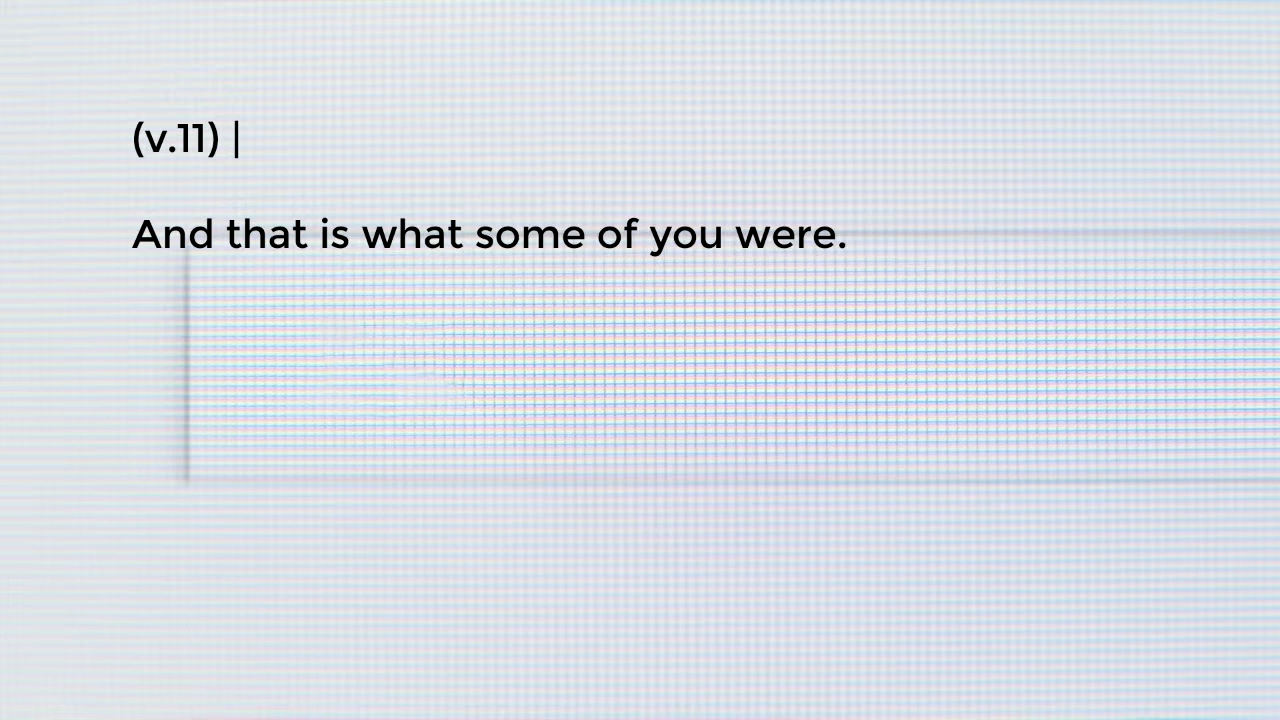 (v.11) |
And that is what some of you were.